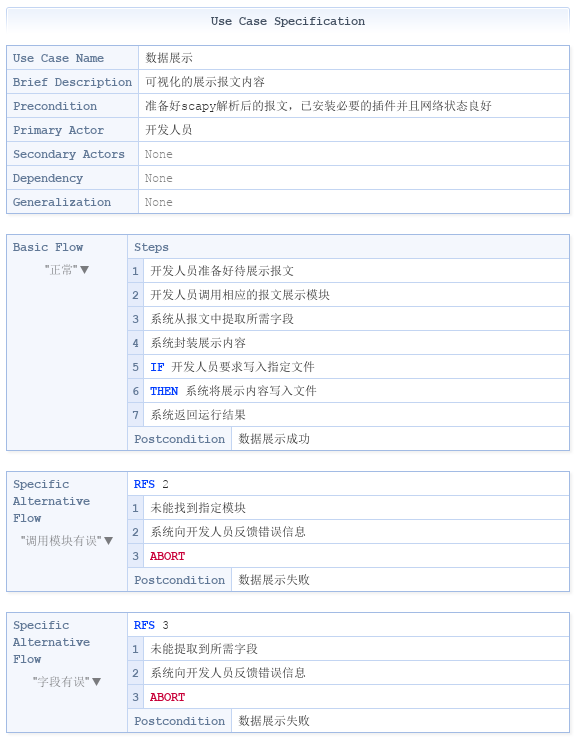 Use Case Specification
Use Case Name 数据展示
Brief Description 可视化的展示报文内容
Precondition 准备好scapy解析后的报文，已安装必要的插件并且网络状态良好
Primary Actor 开发人员
Secondary Actors None
Dependency None
Generalization None
Basic Flow Steps
"正常"▼
1 开发人员准备好待展示报文
2 开发人员调用相应的报文展示模块
3 系统从报文中提取所需字段
4 系统封装展示内容
5 IF 开发人员要求写入指定文件
6 THEN 系统将展示内容写入文件
7 系统返回运行结果
Postcondition 数据展示成功
Specific
Alternative
Flow
"调用模块有误"▼
RFS 2
1 未能找到指定模块
2 系统向开发人员反馈错误信息
3 ABORT
Postcondition 数据展示失败
Specific
Alternative
Flow
"字段有误"▼
RFS 3
1 未能提取到所需字段
2 系统向开发人员反馈错误信息
3 ABORT
Postcondition 数据展示失败